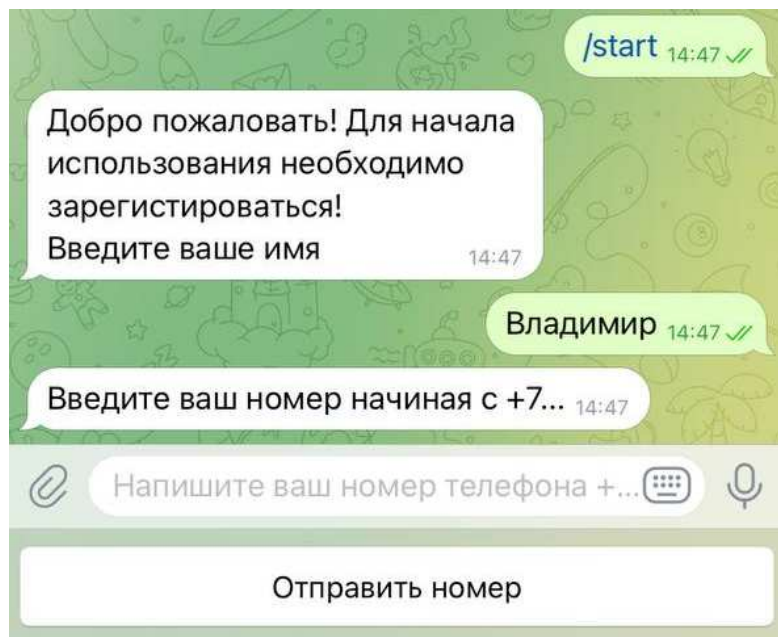 /start 14:47
Добро пожаловать! Для начала
использования необходимо
зарегистироваться!
Введите ваше имя 14:47
Владимир 14:47
Введите ваш номер начиная с +7... 14:47
Напишите ваш номер телефона +...
Отправить номер